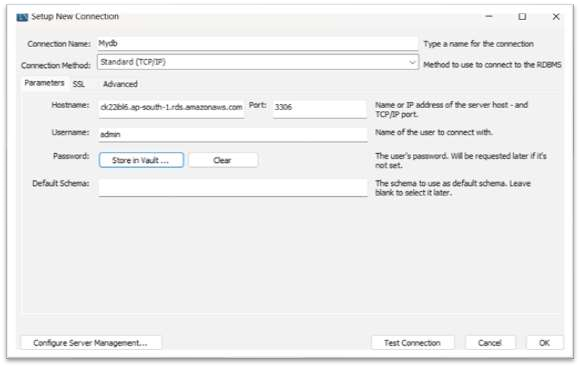 Setup New Connection
Connection Name: Mydb Type a name for the connection
Connection Method: Standard (TCP/IP) Method to use to connect to the RDBMS
Parameters SSL Advanced
Hostname: ck22ibl6.ap-south-1.rds.amazonaws.com Port: 3306 Name or IP address of the server host - and
TCP/IP port.
Username: admin Name of the user to connect with.
Password: Store in Vault ... Clear The user's password. Will be requested later if it's
not set.
Default Schema: The schema to use as default schema. Leave
blank to select it later.
Configure Server Management... Test Connection Cancel OK